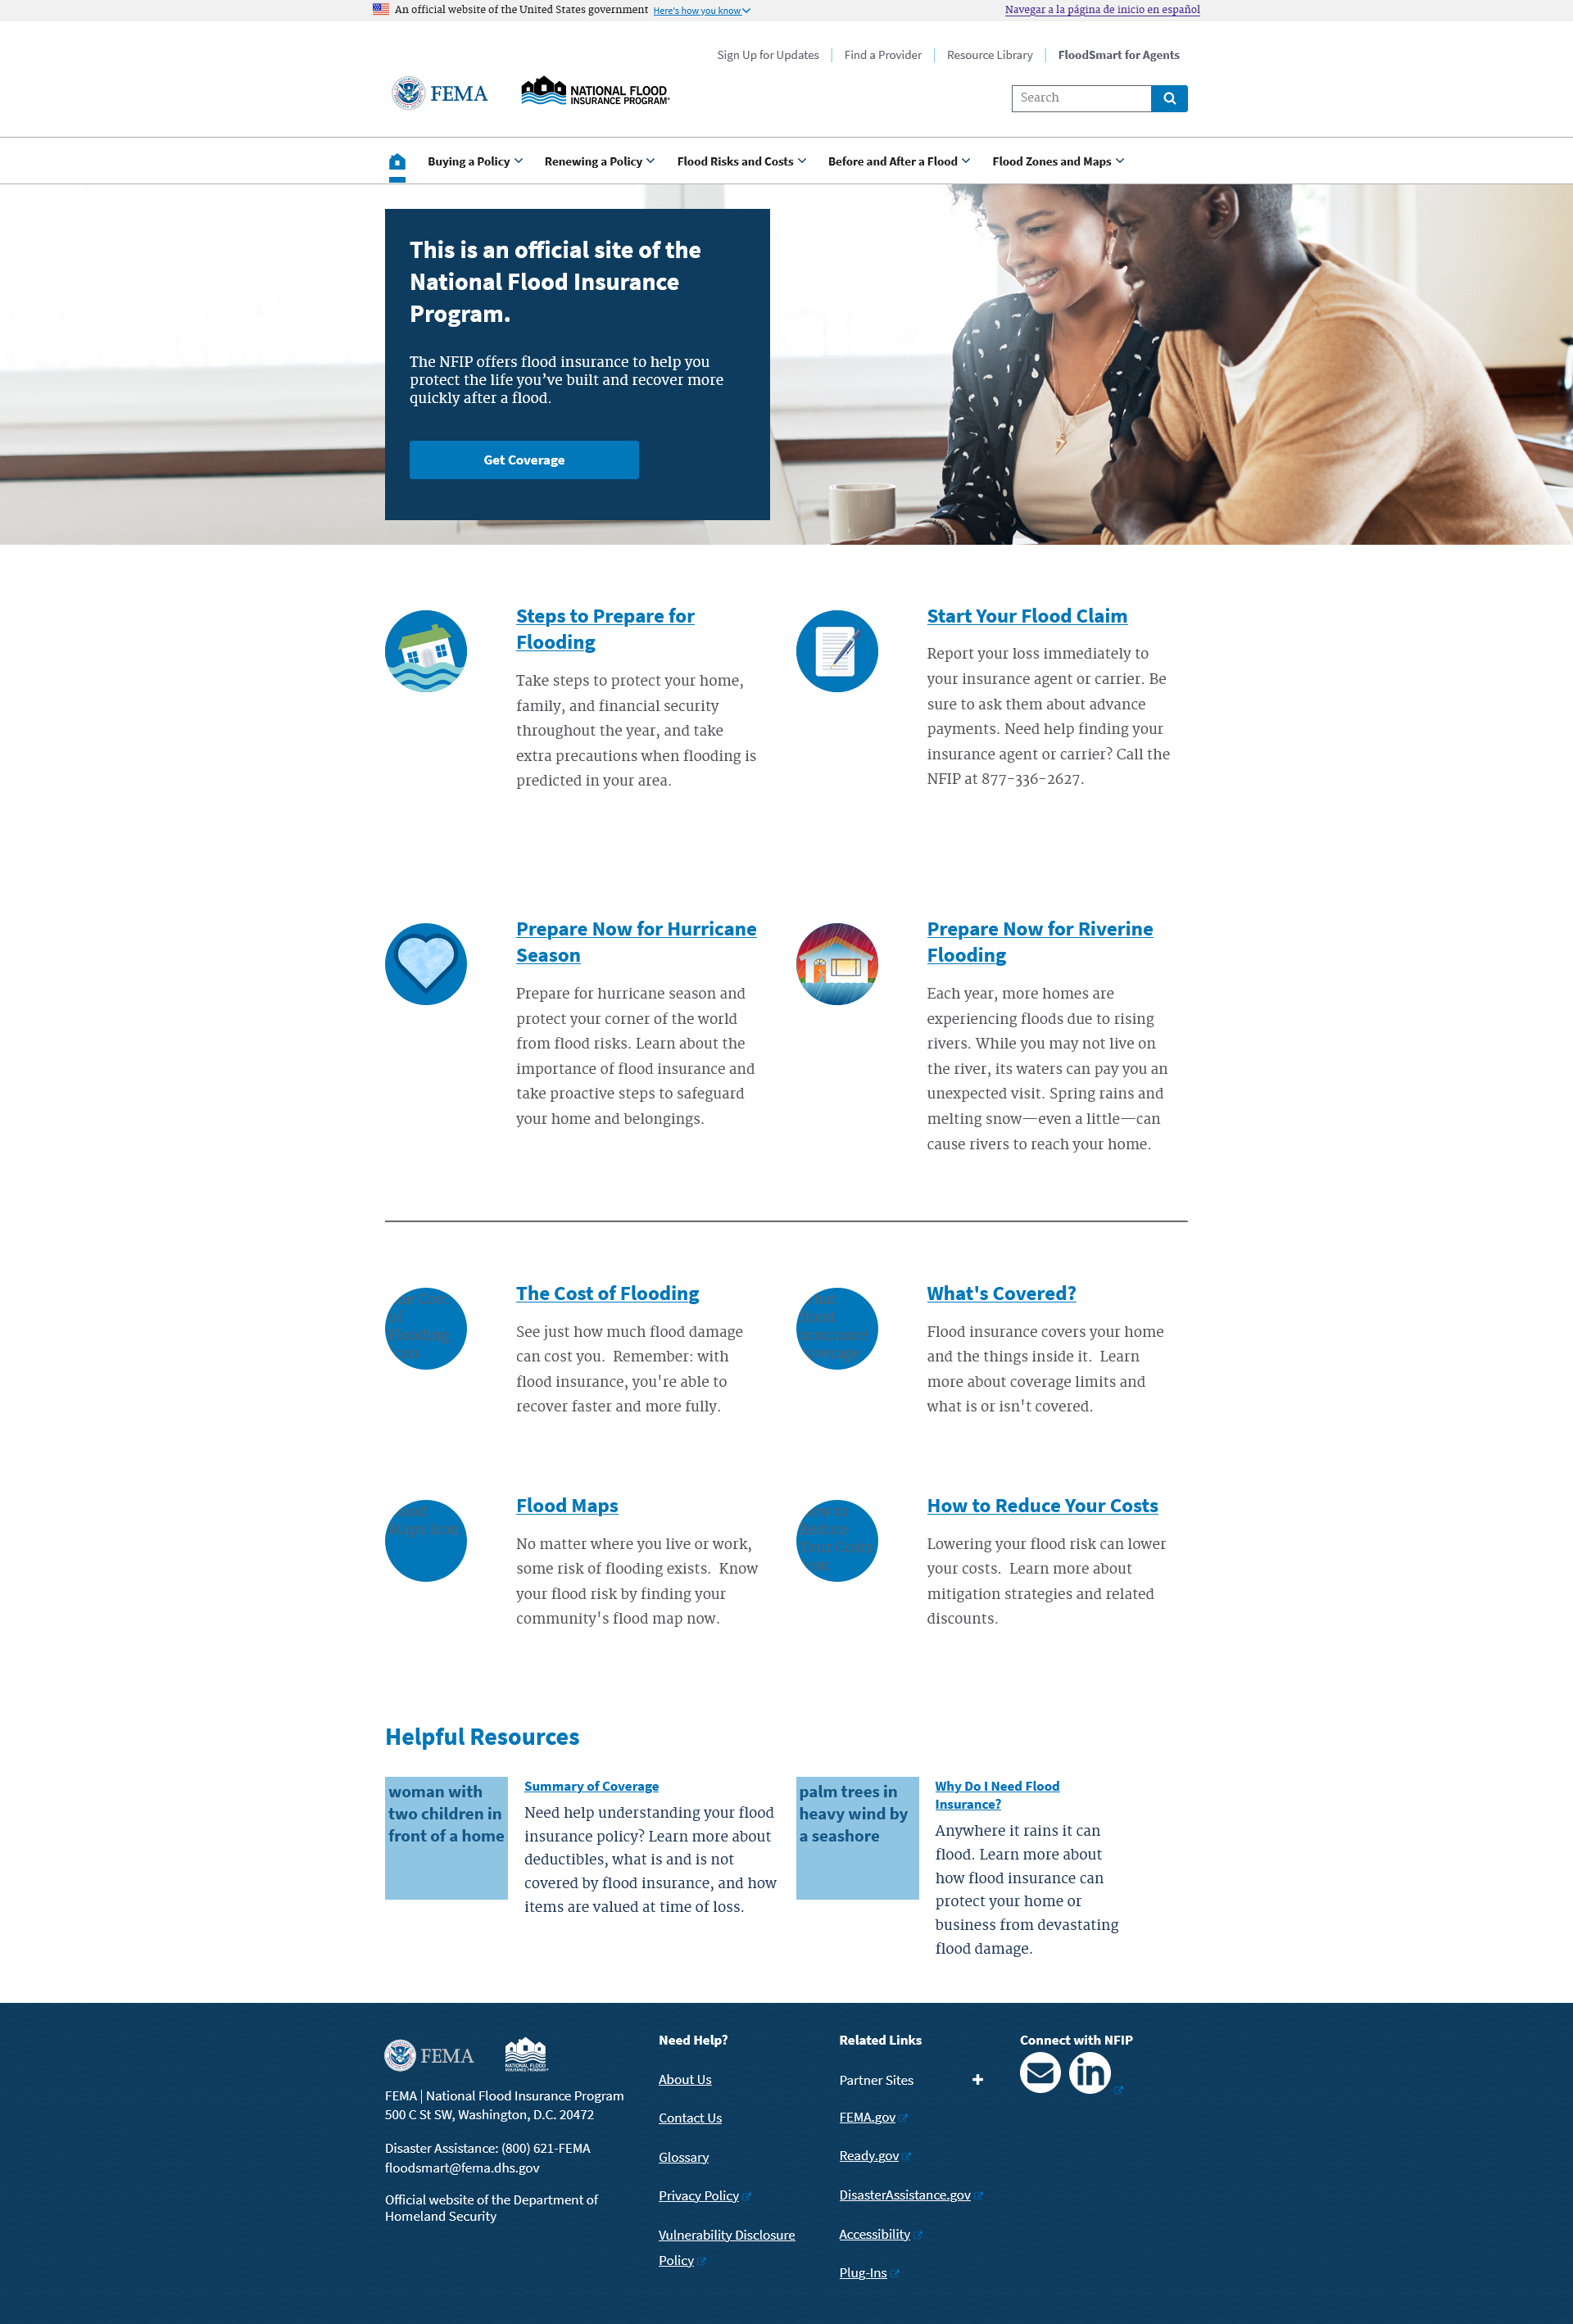 An official website of the United States government Here's how you know
Navegar a la página de inicio en español
Sign Up for Updates
Find a Provider
Resource Library
FloodSmart for Agents
FEMA
NATIONAL FLOOD
INSURANCE PROGRAM®
Search
Buying a Policy
Renewing a Policy
Flood Risks and Costs
Before and After a Flood
Flood Zones and Maps
This is an official site of the
National Flood Insurance
Program.
The NFIP offers flood insurance to help you
protect the life you’ve built and recover more
quickly after a flood.
Get Coverage
Steps to Prepare for
Flooding
Take steps to protect your home,
family, and financial security
throughout the year, and take
extra precautions when flooding is
predicted in your area.
Start Your Flood Claim
Report your loss immediately to
your insurance agent or carrier. Be
sure to ask them about advance
payments. Need help finding your
insurance agent or carrier? Call the
NFIP at 877-336-2627.
Prepare Now for Hurricane
Season
Prepare for hurricane season and
protect your corner of the world
from flood risks. Learn about the
importance of flood insurance and
take proactive steps to safeguard
your home and belongings.
Prepare Now for Riverine
Flooding
Each year, more homes are
experiencing floods due to rising
rivers. While you may not live on
the river, its waters can pay you an
unexpected visit. Spring rains and
melting snow—even a little—can
cause rivers to reach your home.
The Cost of Flooding
See just how much flood damage
can cost you. Remember: with
flood insurance, you're able to
recover faster and more fully.
What's Covered?
Flood insurance covers your home
and the things inside it. Learn
more about coverage limits and
what is or isn't covered.
Flood Maps
No matter where you live or work,
some risk of flooding exists. Know
your flood risk by finding your
community's flood map now.
How to Reduce Your Costs
Lowering your flood risk can lower
your costs. Learn more about
mitigation strategies and related
discounts.
Helpful Resources
woman with
two children in
front of a home
Summary of Coverage
Need help understanding your flood
insurance policy? Learn more about
deductibles, what is and is not
covered by flood insurance, and how
items are valued at time of loss.
palm trees in
heavy wind by
a seashore
Why Do I Need Flood
Insurance?
Anywhere it rains it can
flood. Learn more about
how flood insurance can
protect your home or
business from devastating
flood damage.
FEMA
NATIONAL FLOOD
INSURANCE PROGRAM®
FEMA | National Flood Insurance Program
500 C St SW, Washington, D.C. 20472
Disaster Assistance: (800) 621-FEMA
floodsmart@fema.dhs.gov
Official website of the Department of
Homeland Security
Need Help?
About Us
Contact Us
Glossary
Privacy Policy
Vulnerability Disclosure
Policy
Related Links
Partner Sites
FEMA.gov
Ready.gov
DisasterAssistance.gov
Accessibility
Plug-Ins
Connect with NFIP
in